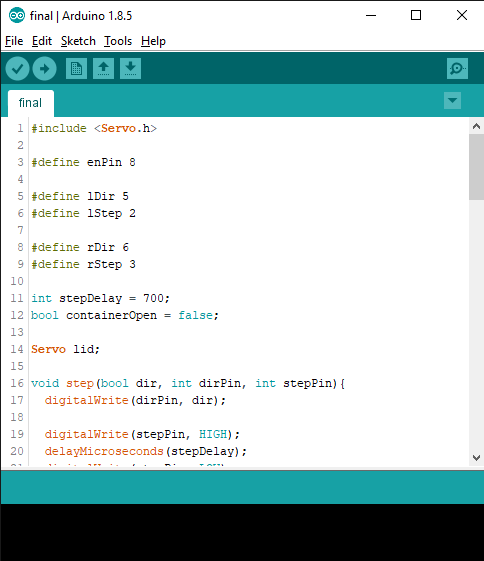 final | Arduino 1.8.5
File Edit Sketch Tools Help
final
1 #include <Servo.h>
2
3 #define enPin 8
4
5 #define lDir 5
6 #define lStep 2
7
8 #define rDir 6
9 #define rStep 3
10
11 int stepDelay = 700;
12 bool containerOpen = false;
13
14 Servo lid;
15
16 void step(bool dir, int dirPin, int stepPin){
17 digitalWrite(dirPin, dir);
18
19 digitalWrite(stepPin, HIGH);
20 delayMicroseconds(stepDelay);